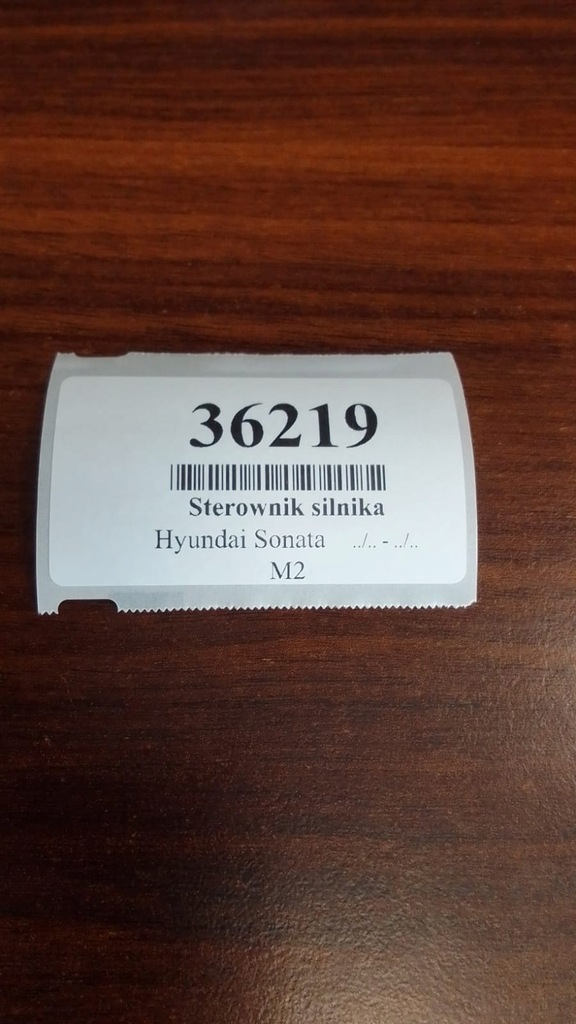 36219
Sterownik silnika
Hyundai Sonata ../.. - ../..
M2